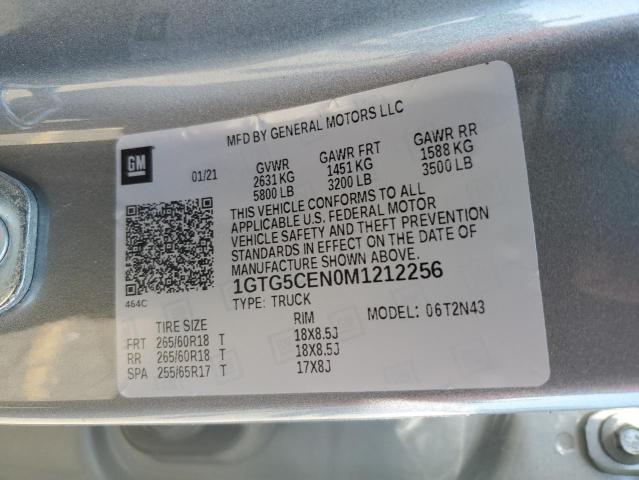 MFD BY GENERAL MOTORS LLC
GM
01/21 GVWR GAWR FRT GAWR RR
2631 KG 1451 KG 1588 KG
5800 LB 3200 LB 3500 LB
THIS VEHICLE CONFORMS TO ALL
APPLICABLE U.S. FEDERAL MOTOR
VEHICLE SAFETY AND THEFT PREVENTION
STANDARDS IN EFFECT ON THE DATE OF
MANUFACTURE SHOWN ABOVE.
464C
1GTG5CEN0M1212256
TYPE: TRUCK MODEL: 06T2N43
TIRE SIZE RIM
FRT 265/60R18 T 18X8.5J
RR 265/60R18 T 18X8.5J
SPA 255/65R17 T 17X8J